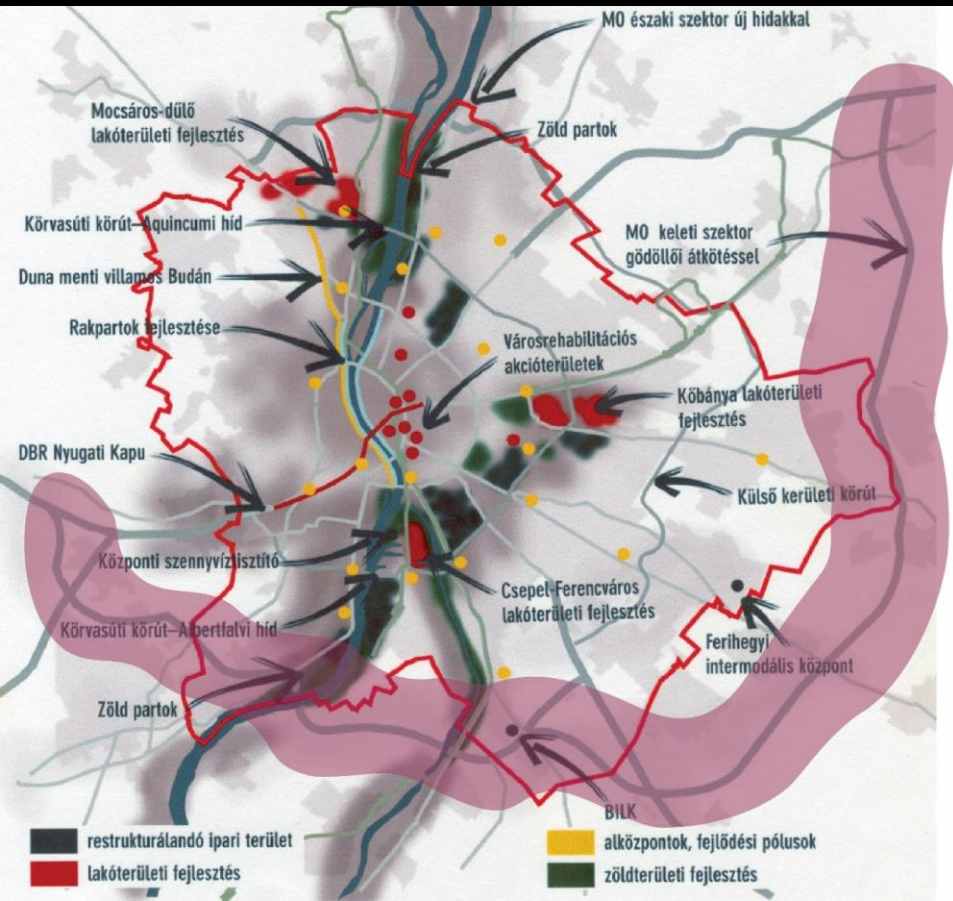 M0 északi szektor új hidakkal
Mocsáros-dűlő
lakóterületi fejlesztés
Zöld partok
Körvasúti körút–Aquincumi híd
M0 keleti szektor
gödöllői átkötéssel
Duna menti villamos Budán
Rakpartok fejlesztése
Városrehabilitációs
akcióterületek
Kőbánya lakóterületi
fejlesztés
DBR Nyugati Kapu
Külső kerületi körút
Központi szennyvíztisztító
Csepel-Ferencváros
lakóterületi fejlesztés
Körvasúti körút–Albertfalvi híd
Ferihegyi
intermodális központ
Zöld partok
BILK
restrukturálandó ipari terület
lakóterületi fejlesztés
alközpontok, fejlődési pólusok
zöldterületi fejlesztés